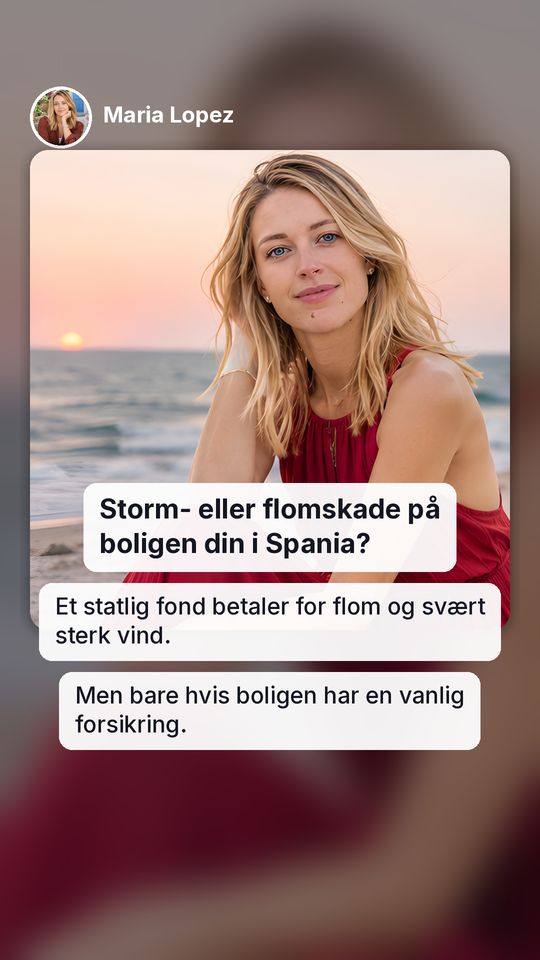 Maria Lopez
Storm- eller flomskade på
boligen din i Spania?
Et statlig fond betaler for flom og svært
sterk vind.
Men bare hvis boligen har en vanlig
forsikring.